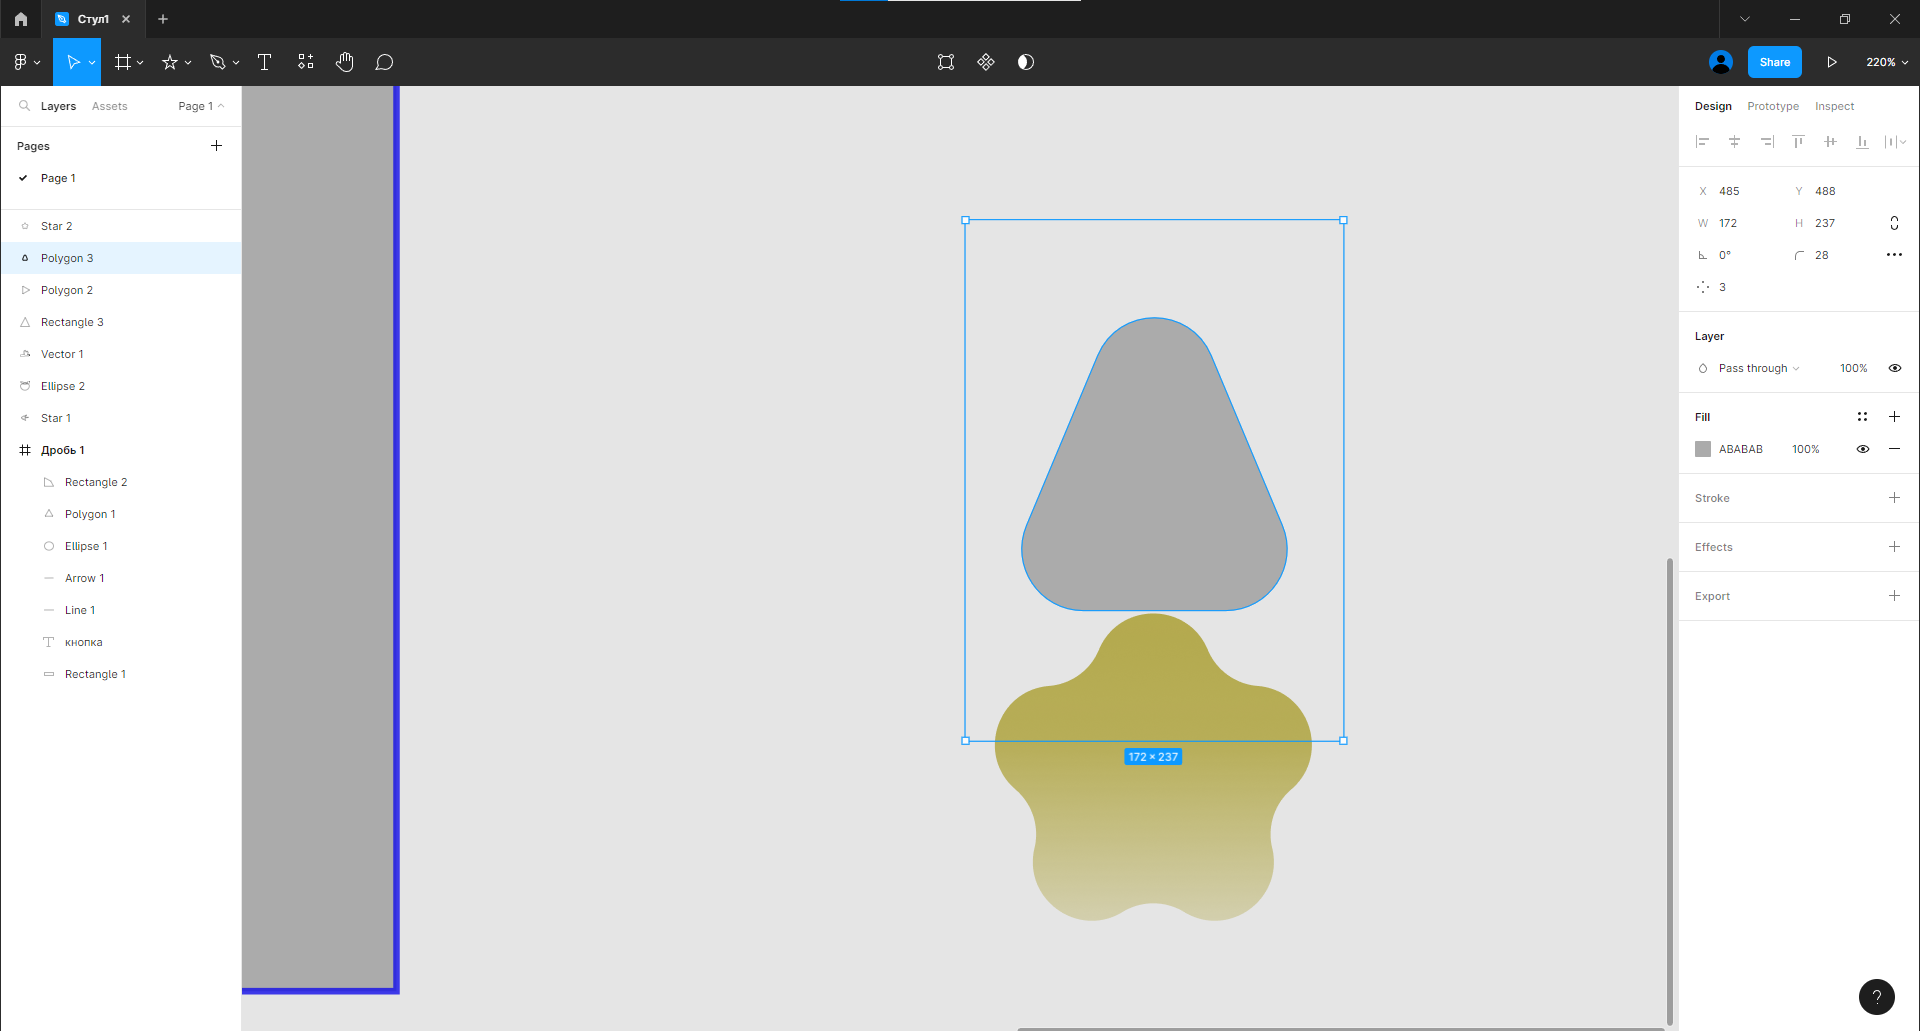 Стул1
Share
220%
Layers
Assets
Page 1
Pages
Page 1
Star 2
Polygon 3
Polygon 2
Rectangle 3
Vector 1
Ellipse 2
Star 1
Дробь 1
Rectangle 2
Polygon 1
Ellipse 1
Arrow 1
Line 1
кнопка
Rectangle 1
172 × 237
Design
Prototype
Inspect
X 485
Y 488
W 172
H 237
0°
28
3
Layer
Pass through
100%
Fill
ABABAB
100%
Stroke
Effects
Export
?